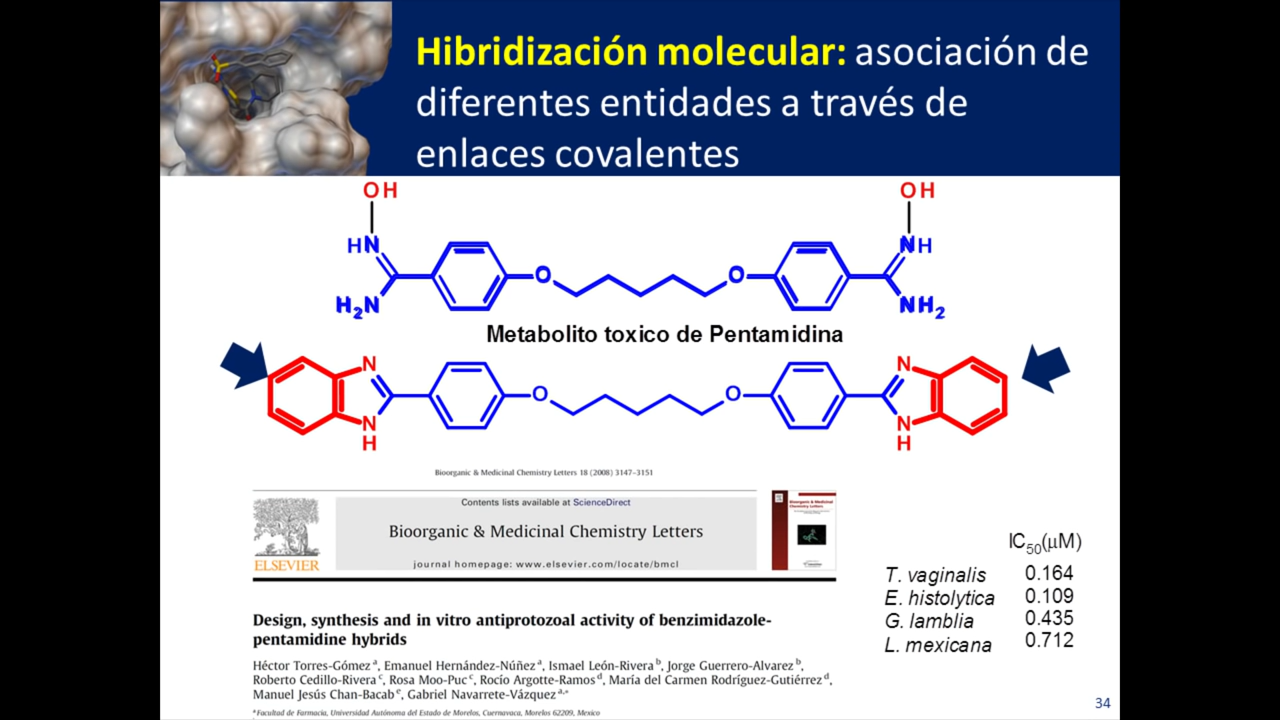 Hibridización molecular: asociación de
diferentes entidades a través de
enlaces covalentes
OH
OH
HN
NH
O
O
H₂N
NH₂
Metabolito toxico de Pentamidina
N
N
O
O
N
H
N
H
Bioorganic & Medicinal Chemistry Letters 18 (2008) 3147–3151
Contents lists available at ScienceDirect
Bioorganic & Medicinal Chemistry Letters
journal homepage: www.elsevier.com/locate/bmcl
ELSEVIER
IC₅₀(μM)
T. vaginalis 0.164
E. histolytica 0.109
G. lamblia 0.435
L. mexicana 0.712
Design, synthesis and in vitro antiprotozoal activity of benzimidazole-
pentamidine hybrids
Héctor Torres-Gómez ª, Emanuel Hernández-Núñez ª, Ismael León-Rivera ᵇ, Jorge Guerrero-Alvarez ᵇ,
Roberto Cedillo-Rivera ᶜ, Rosa Moo-Puc ᶜ, Rocío Argotte-Ramos ᵈ, María del Carmen Rodríguez-Gutiérrez ᵈ,
Manuel Jesús Chan-Bacab ᵉ, Gabriel Navarrete-Vázquez ª,*
ª Facultad de Farmacia, Universidad Autónoma del Estado de Morelos, Cuernavaca, Morelos 62209, Mexico
34